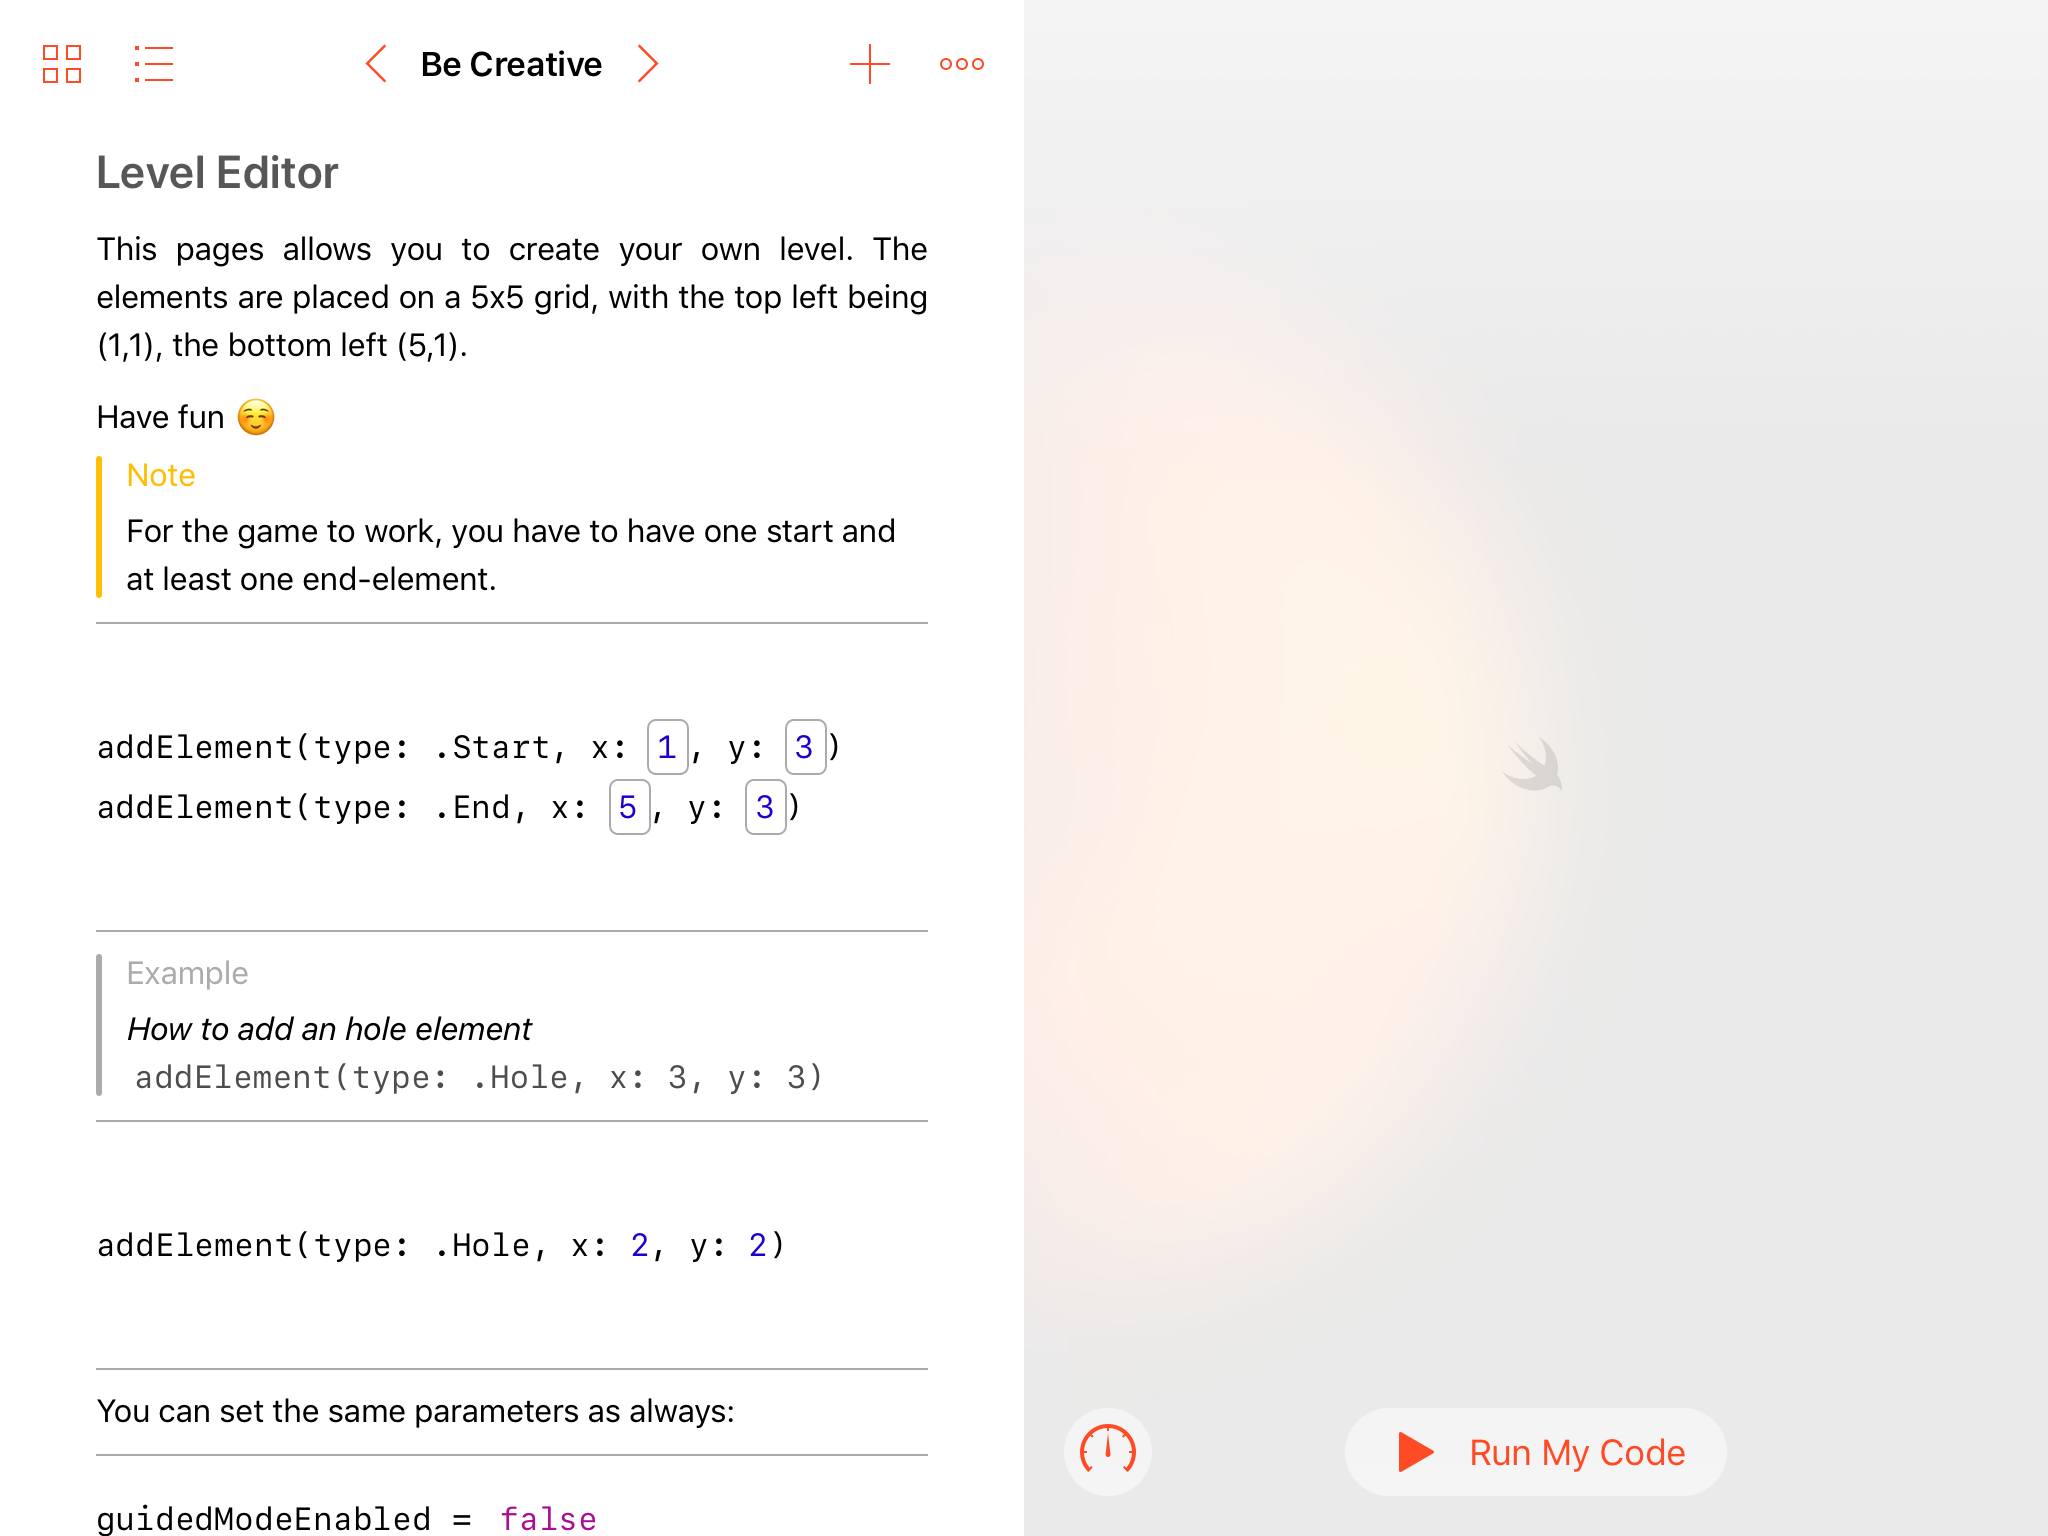 Be Creative
Level Editor
This pages allows you to create your own level. The
elements are placed on a 5x5 grid, with the top left being
(1,1), the bottom left (5,1).
Have fun ☺️
Note
For the game to work, you have to have one start and
at least one end-element.
addElement(type: .Start, x: 1, y: 3)
addElement(type: .End, x: 5, y: 3)
Example
How to add an hole element
addElement(type: .Hole, x: 3, y: 3)
addElement(type: .Hole, x: 2, y: 2)
You can set the same parameters as always:
guidedModeEnabled = false
Run My Code